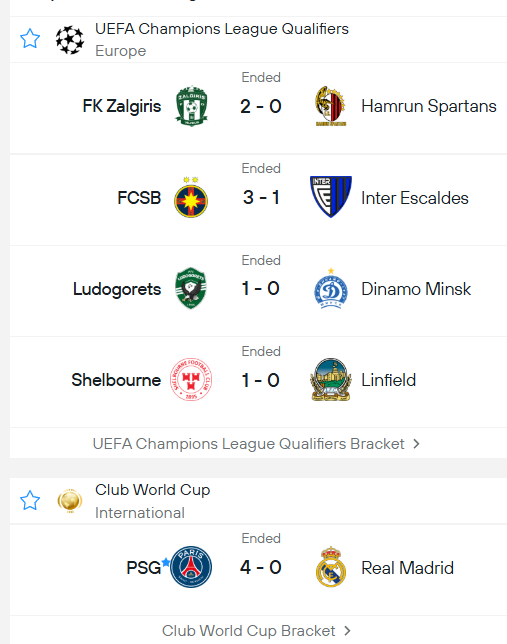 UEFA Champions League Qualifiers
Europe
Ended
FK Zalgiris 2 - 0 Hamrun Spartans
Ended
FCSB 3 - 1 Inter Escaldes
Ended
Ludogorets 1 - 0 Dinamo Minsk
Ended
Shelbourne 1 - 0 Linfield
UEFA Champions League Qualifiers Bracket
Club World Cup
International
Ended
PSG 4 - 0 Real Madrid
Club World Cup Bracket